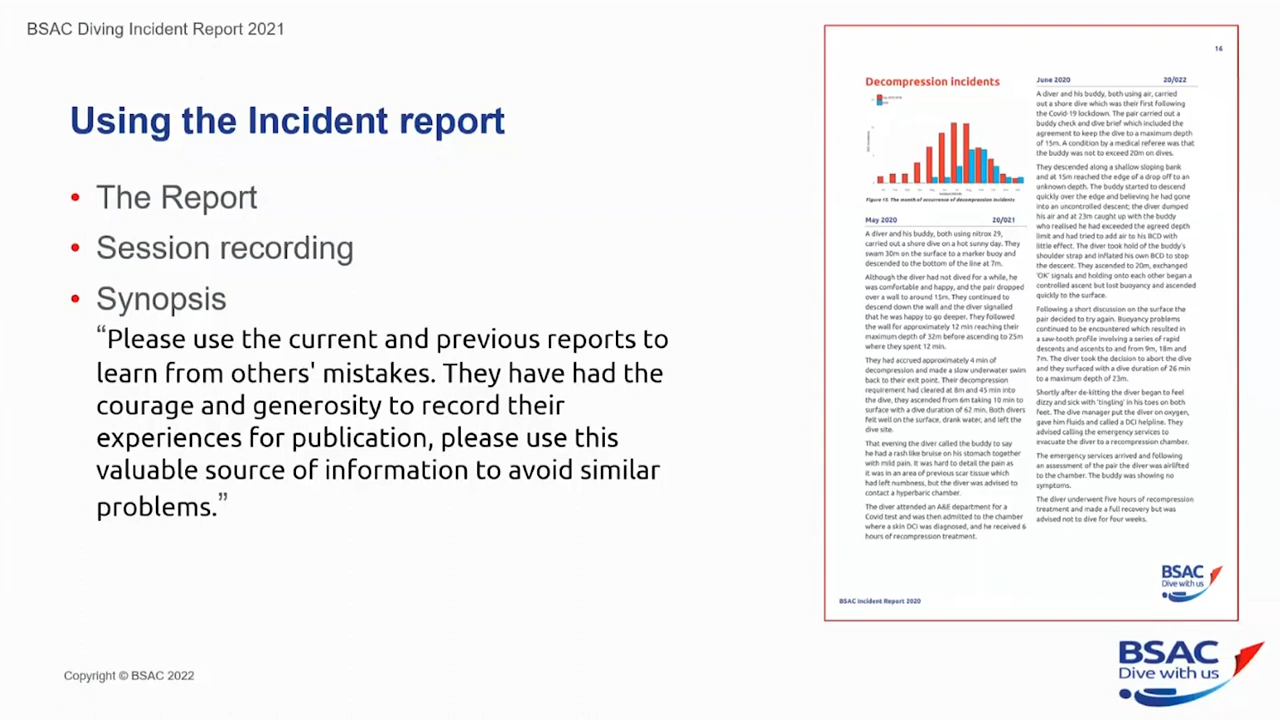 BSAC Diving Incident Report 2021
Using the Incident report
• The Report
• Session recording
• Synopsis
“Please use the current and previous reports to
learn from others' mistakes. They have had the
courage and generosity to record their
experiences for publication, please use this
valuable source of information to avoid similar
problems.”
Copyright © BSAC 2022
16
Decompression incidents
Figure 15. The month of occurrence of decompression incidents
May 2020 20/021
A diver and his buddy, both using nitrox 29,
carried out a shore dive on a hot sunny day. They
swam 30m on the surface to a marker buoy and
descended to the bottom of the line at 7m.
Although the diver had not dived for a while, he
was comfortable and happy, and the pair dropped
over a wall to around 15m. They continued to
descend down the wall and the diver signalled
that he was happy to go deeper. They followed
the wall for approximately 12 min reaching their
maximum depth of 32m before ascending to 25m
where they spent 12 min.
They had accrued approximately 4 min of
decompression and made a slow underwater swim
back to their exit point. Their decompression
requirement had cleared at 8m and 45 min into
the dive, they ascended from 6m taking 10 min to
surface with a dive duration of 62 min. Both divers
felt well on the surface, drank water, and left the
dive site.
That evening the diver called the buddy to say
he had a rash like bruise on his stomach together
with mild pain. It was hard to detail the pain as
it was in an area of previous scar tissue which
had left numbness, but the diver was advised to
contact a hyperbaric chamber.
The diver attended an A&E department for a
Covid test and was then admitted to the chamber
where a skin DCI was diagnosed, and he received 6
hours of recompression treatment.
June 2020 20/022
A diver and his buddy, both using air, carried
out a shore dive which was their first following
the Covid-19 lockdown. The pair carried out a
buddy check and dive brief which included the
agreement to keep the dive to a maximum depth
of 15m. A condition by a medical referee was that
the buddy was not to exceed 20m on dives.
They descended along a shallow sloping bank
and at 15m reached the edge of a drop off to an
unknown depth. The buddy started to descend
quickly over the edge and believing he had gone
into an uncontrolled descent; the diver dumped
his air and at 23m caught up with the buddy
who realised he had exceeded the agreed depth
limit and had tried to add air to his BCD with
little effect. The diver took hold of the buddy's
shoulder strap and inflated his own BCD to stop
the descent. They ascended to 20m, exchanged
'OK' signals and holding onto each other began a
controlled ascent but lost buoyancy and ascended
quickly to the surface.
Following a short discussion on the surface the
pair decided to try again. Buoyancy problems
continued to be encountered which resulted in
a saw-tooth profile involving a series of rapid
descents and ascents to and from 9m, 18m and
7m. The diver took the decision to abort the dive
and they surfaced with a dive duration of 26 min
to a maximum depth of 23m.
Shortly after de-kitting the diver began to feel
dizzy and sick with 'tingling' in his toes on both
feet. The dive manager put the diver on oxygen,
gave him fluids and called a DCI helpline. They
advised calling the emergency services to
evacuate the diver to a recompression chamber.
The emergency services arrived and following
an assessment of the pair the diver was airlifted
to the chamber. The buddy was showing no
symptoms.
The diver underwent five hours of recompression
treatment and made a full recovery but was
advised not to dive for four weeks.
BSAC
Dive with us
BSAC Incident Report 2020
BSAC
Dive with us